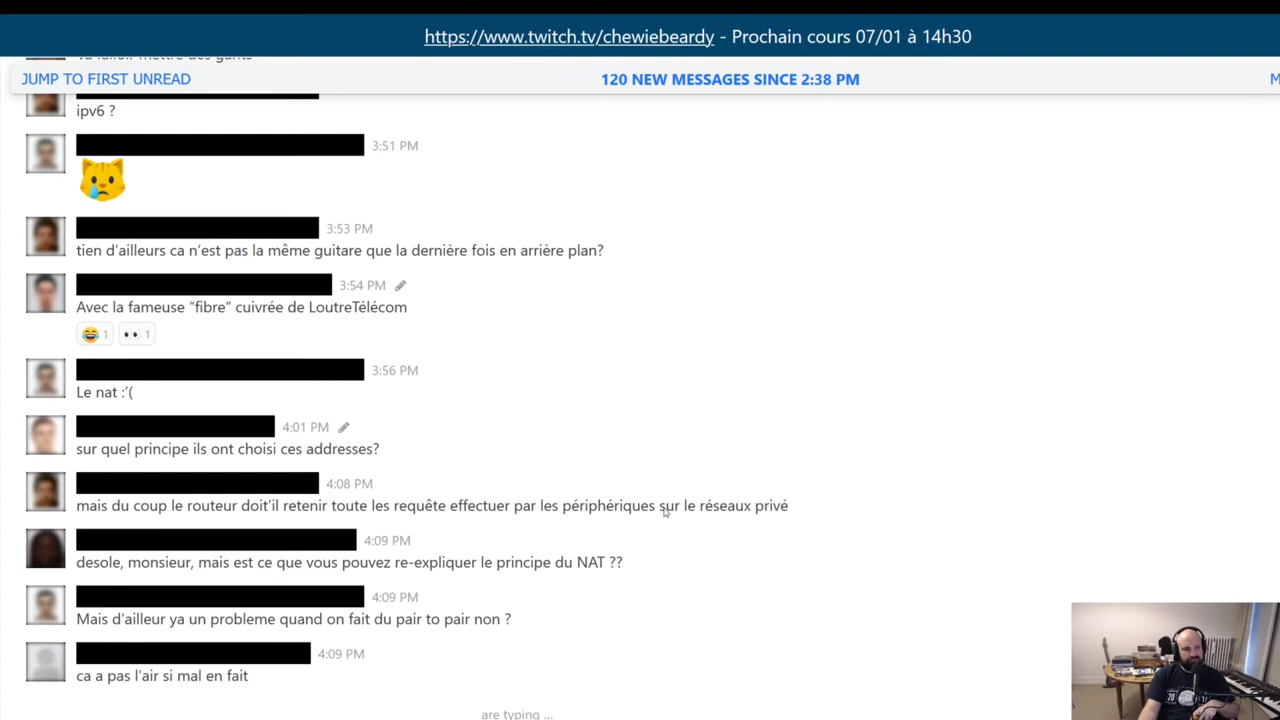 https://www.twitch.tv/chewiebeardy - Prochain cours 07/01 à 14h30
JUMP TO FIRST UNREAD
120 NEW MESSAGES SINCE 2:38 PM
M
ipv6 ?
3:51 PM
3:53 PM
tien d'ailleurs ca n'est pas la même guitare que la dernière fois en arrière plan?
3:54 PM
Avec la fameuse “fibre” cuivrée de LoutreTélécom
1
1
3:56 PM
Le nat :'(
4:01 PM
sur quel principe ils ont choisi ces addresses?
4:08 PM
mais du coup le routeur doit'il retenir toute les requête effectuer par les périphériques sur le réseaux privé
4:09 PM
desole, monsieur, mais est ce que vous pouvez re-expliquer le principe du NAT ??
4:09 PM
Mais d'ailleur ya un probleme quand on fait du pair to pair non ?
4:09 PM
ca a pas l'air si mal en fait
are typing ...